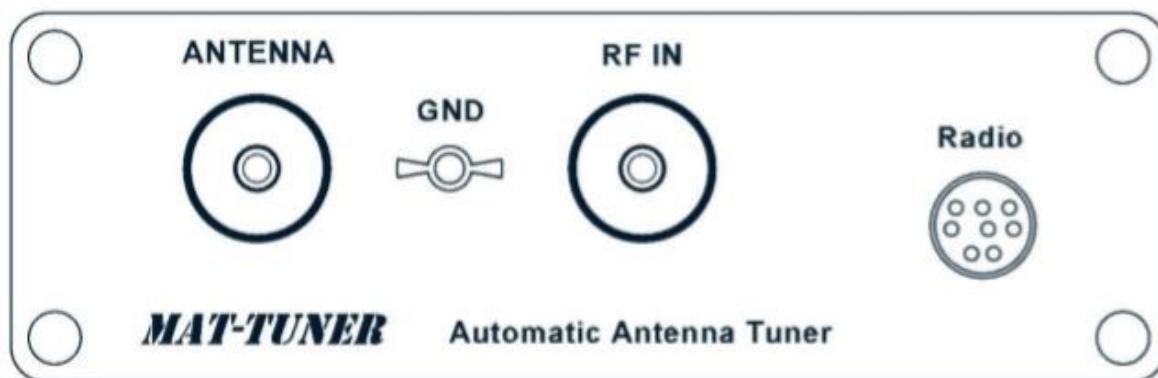 ANTENNA
RF IN
GND
Radio
MAT-TUNER
Automatic Antenna Tuner